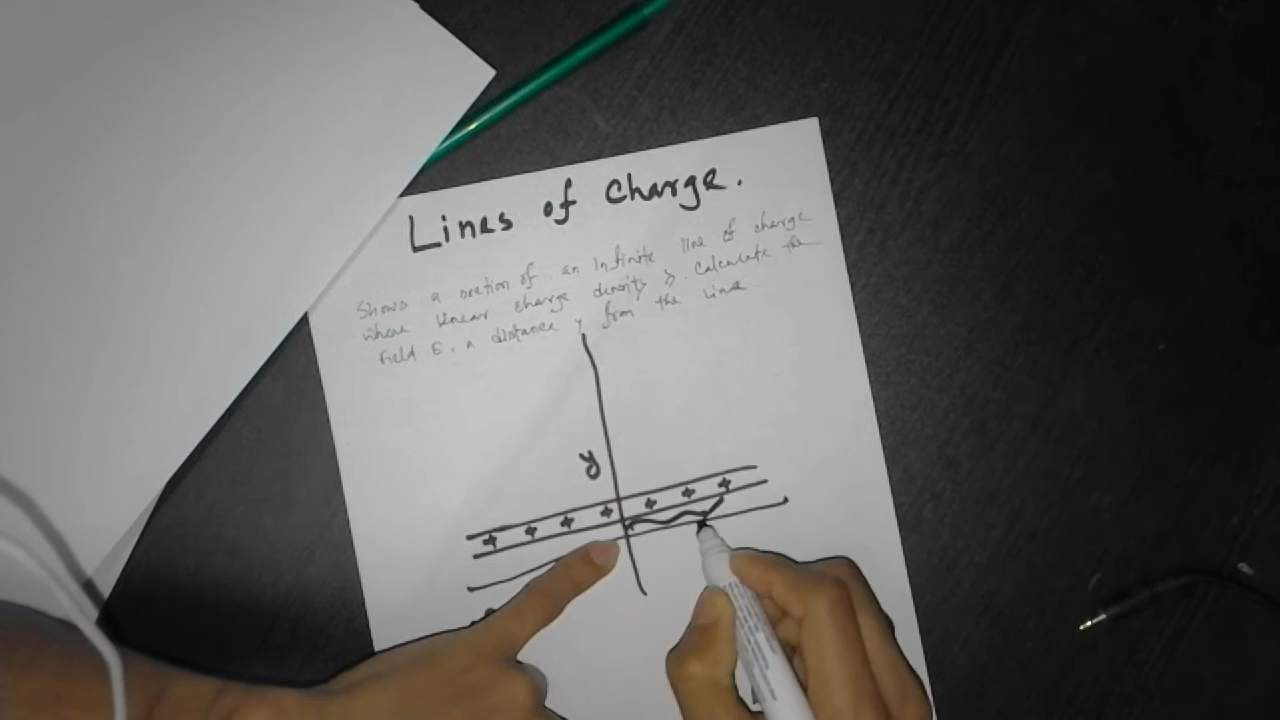 Lines of Charge.
Shows a section of an infinite line of charge
whose linear charge density λ. Calculate the
field E, a distance y from the line
y
+ + + + + + +